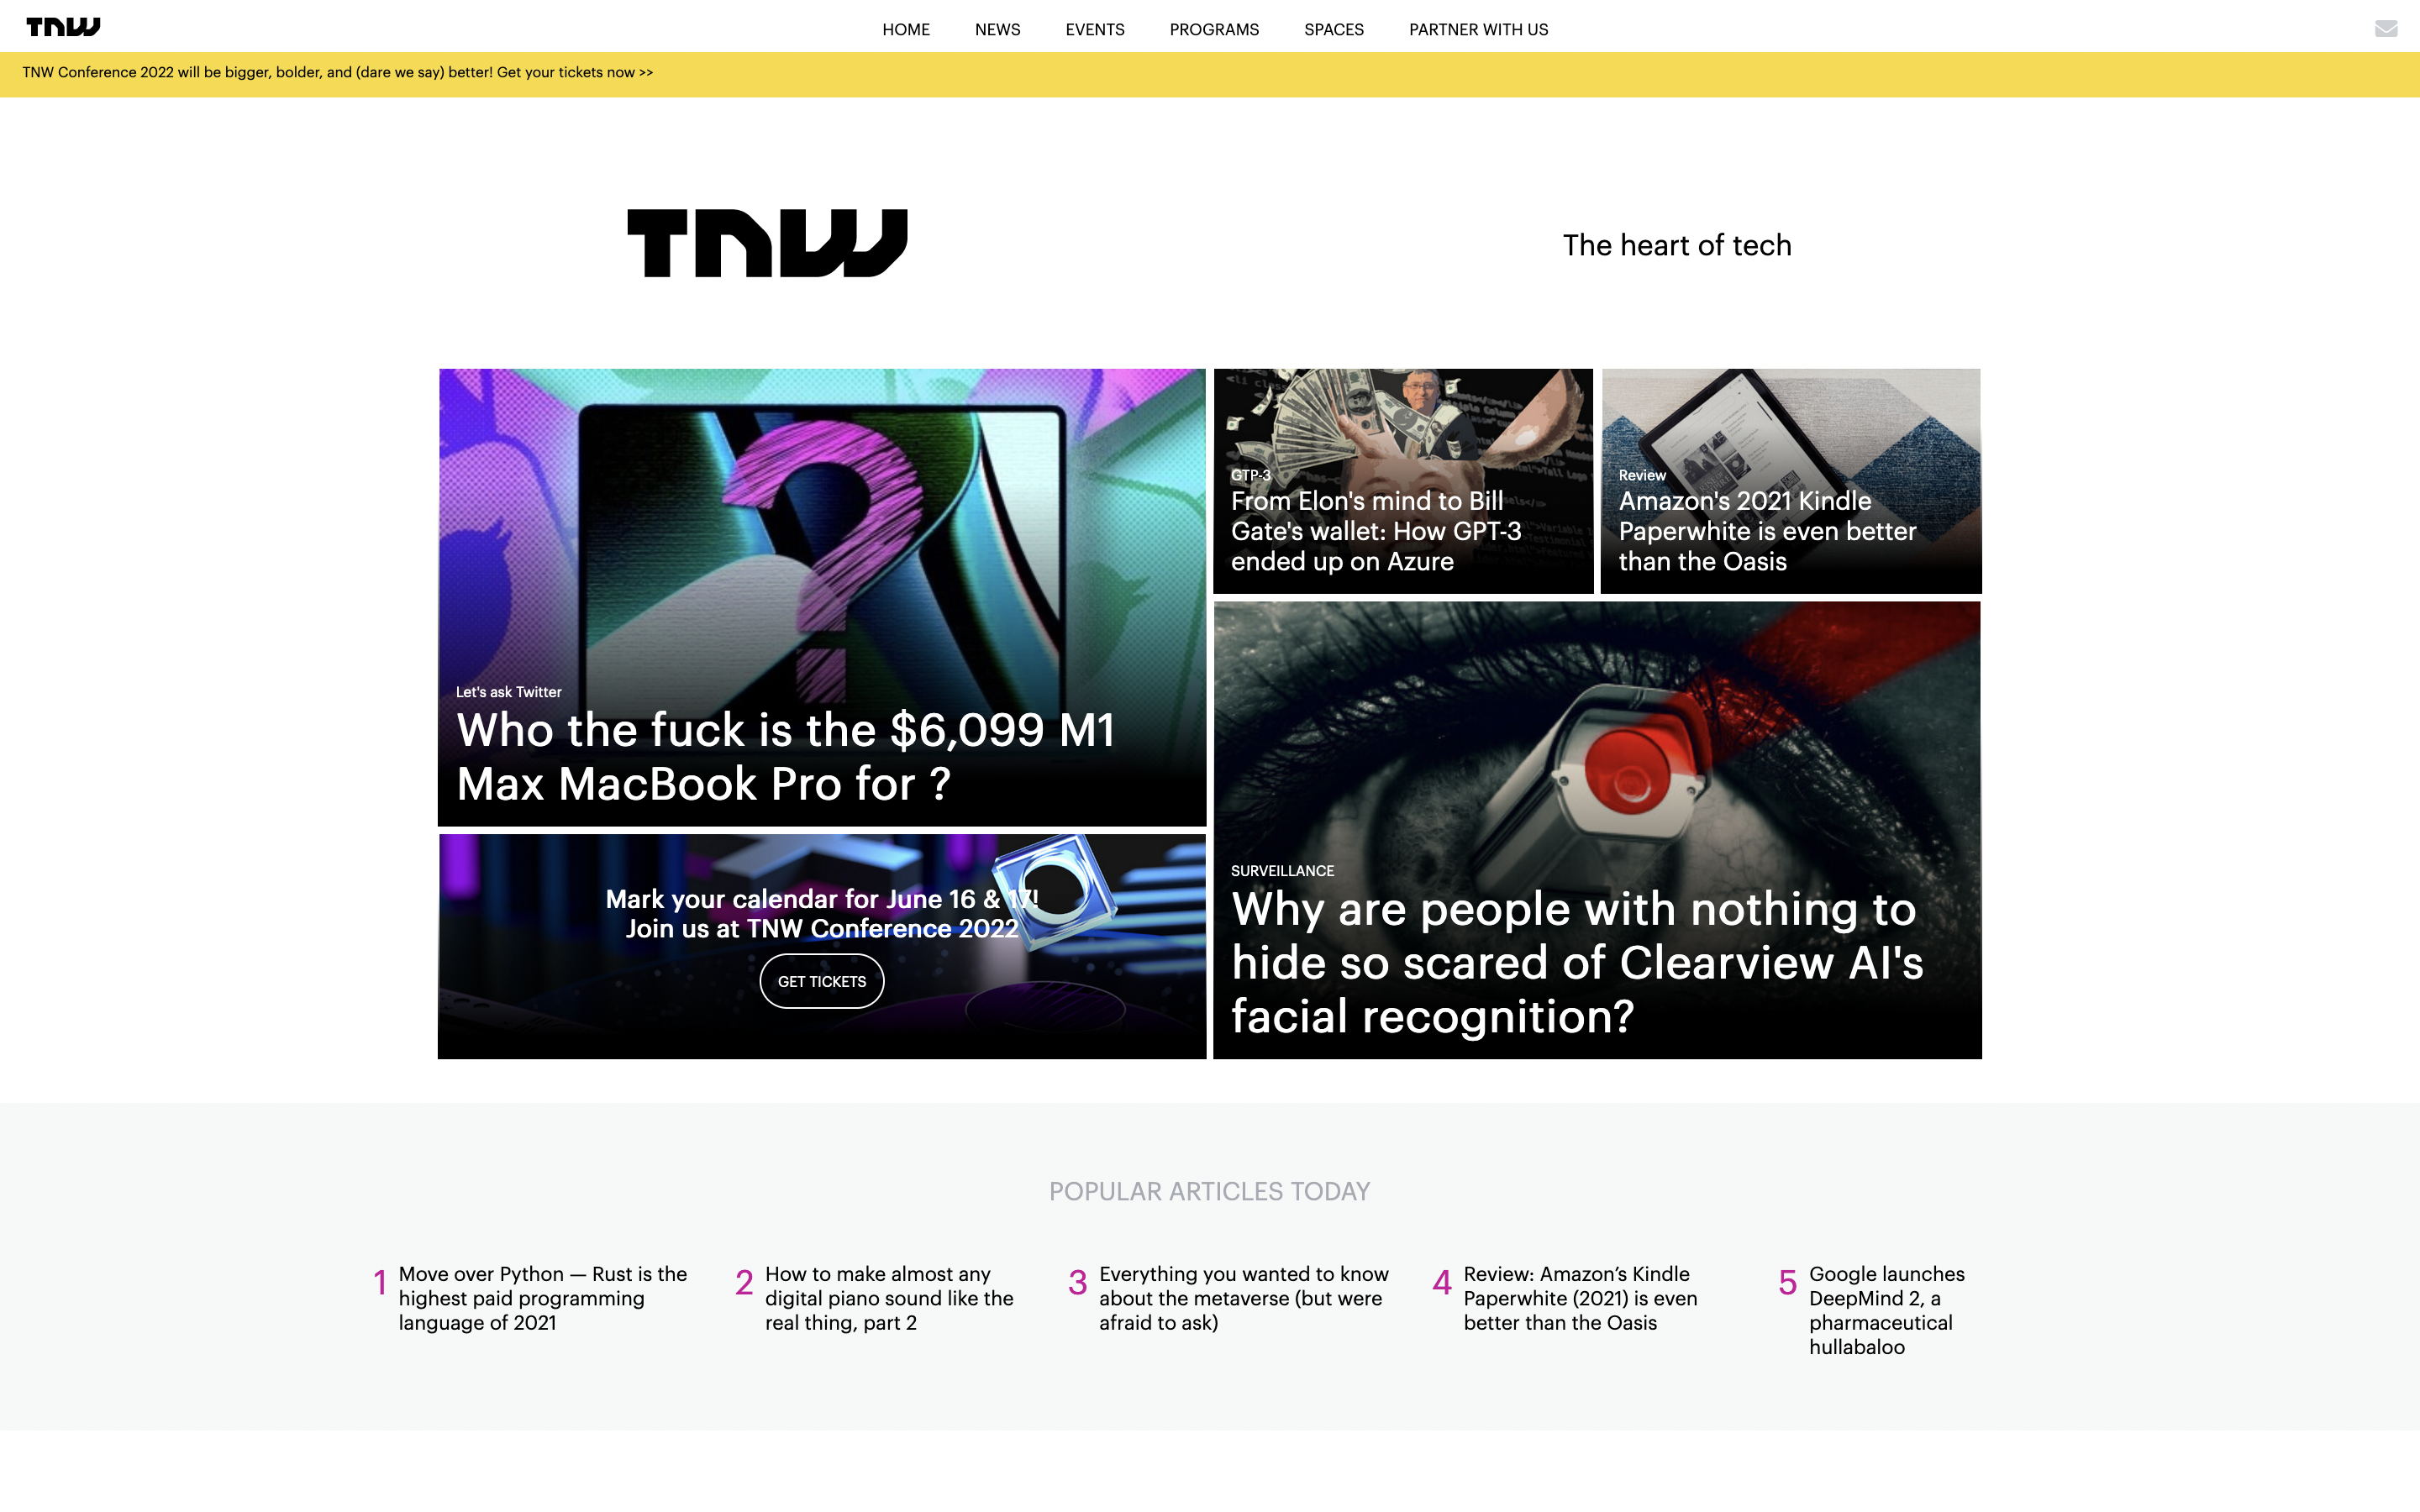 TNW
HOME NEWS EVENTS PROGRAMS SPACES PARTNER WITH US
TNW Conference 2022 will be bigger, bolder, and (dare we say) better! Get your tickets now >>
TNW
The heart of tech
Let's ask Twitter
Who the fuck is the $6,099 M1
Max MacBook Pro for ?
GTP-3
From Elon's mind to Bill
Gate's wallet: How GPT-3
ended up on Azure
Review
Amazon's 2021 Kindle
Paperwhite is even better
than the Oasis
Mark your calendar for June 16 & 17!
Join us at TNW Conference 2022
GET TICKETS
SURVEILLANCE
Why are people with nothing to
hide so scared of Clearview AI's
facial recognition?
POPULAR ARTICLES TODAY
1
Move over Python — Rust is the
highest paid programming
language of 2021
2
How to make almost any
digital piano sound like the
real thing, part 2
3
Everything you wanted to know
about the metaverse (but were
afraid to ask)
4
Review: Amazon’s Kindle
Paperwhite (2021) is even
better than the Oasis
5
Google launches
DeepMind 2, a
pharmaceutical
hullabaloo